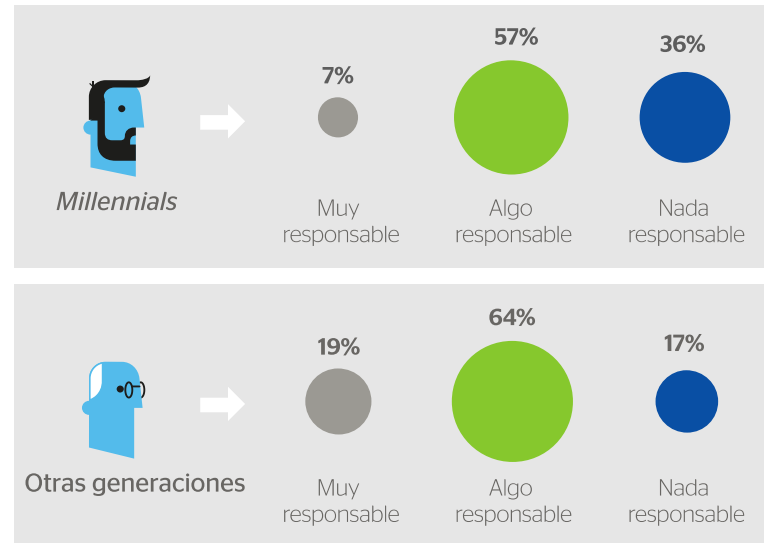 7%
57%
36%
Millennials
Muy
responsable
Algo
responsable
Nada
responsable
19%
64%
17%
Otras generaciones
Muy
responsable
Algo
responsable
Nada
responsable